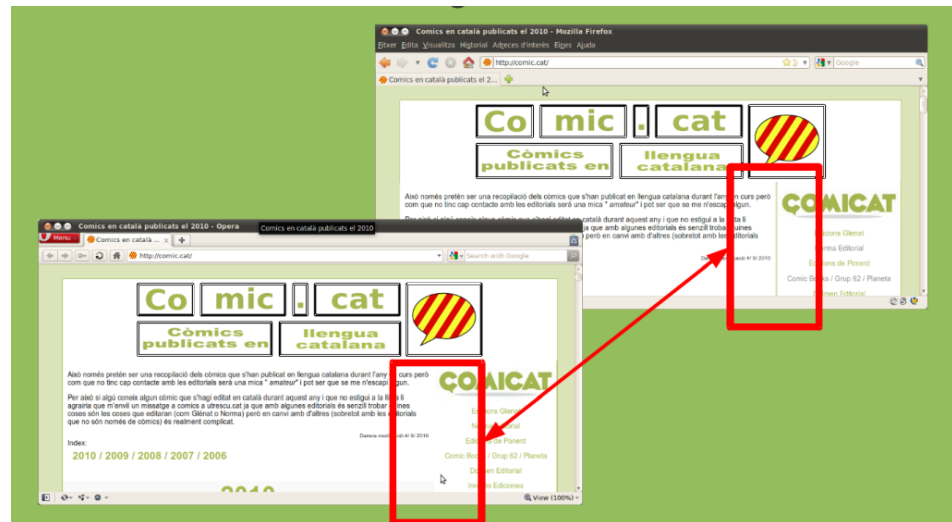 Comics en català publicats el 2010 - Mozilla Firefox
Fitxer Edita Visualitza Historial Adreces d'interès Eines Ajuda
http://comic.cat/
Google
Comics en català publicats el 2...
Co mic . cat
Còmics publicats en
llengua catalana
Això només pretén ser una recopilació dels còmics que s'han publicat en llengua catalana durant l'any en curs però
com que no tinc cap contacte amb les editorials serà una mica " amateur" i pot ser que se me n'escapi algun.
COMICAT
Edicions Glenat
Norma Editorial
Edicions de Ponent
Comic Books / Grup 62 / Planeta
Dolmen Editorial
Comics en català publicats el 2010 - Opera
Comics en català publicats el 2010
Menu
Comics en català ...
http://comic.cat/
Search with Google
Co mic . cat
Còmics publicats en
llengua catalana
Això només pretén ser una recopilació dels còmics que s'han publicat en llengua catalana durant l'any en curs però
com que no tinc cap contacte amb les editorials serà una mica " amateur" i pot ser que se me n'escapi algun.
Per això si algú coneix algun còmic que s'hagi editat en català durant aquest any i que no estigui a la llista li
agrairia que m'enviï un missatge a comics a utrescu.cat ja que amb algunes editorials és senzill trobar quines
coses són les coses que editaran (com Glénat o Norma) però en canvi amb d'altres (sobretot amb les editorials
que no són només de còmics) és realment complicat.
Index:
2010 / 2009 / 2008 / 2007 / 2006
2010
COMICAT
Edicions Glenat
Norma Editorial
Edicions de Ponent
Comic Books / Grup 62 / Planeta
Dolmen Editorial
Inrevés Edicions
View (100%)